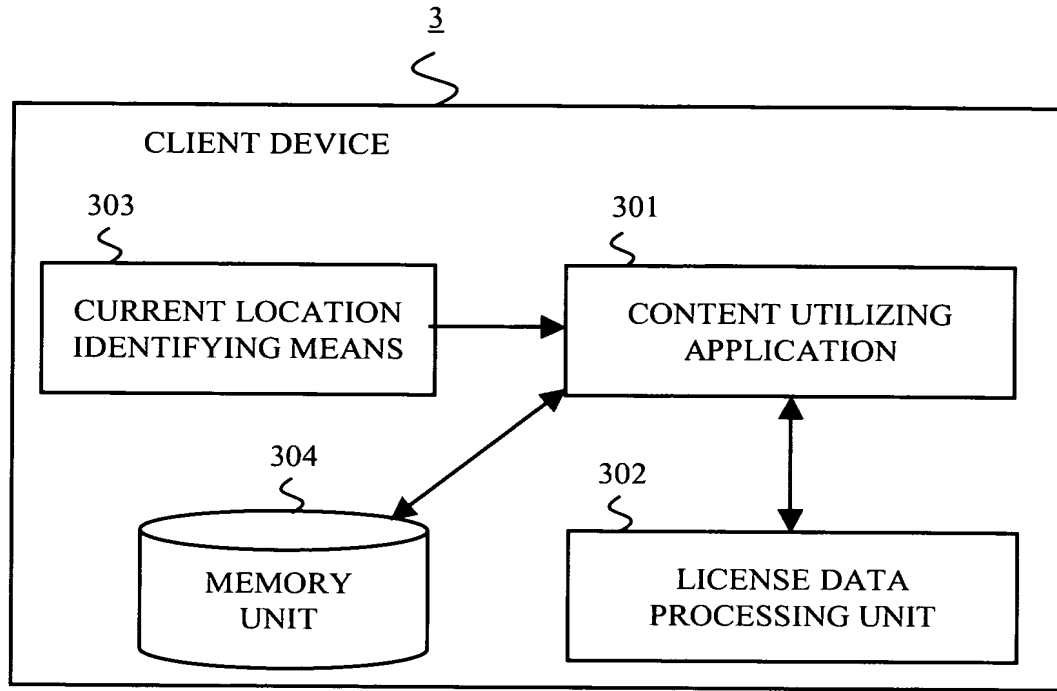 3
CLIENT DEVICE
303
301
CURRENT LOCATION
IDENTIFYING MEANS
CONTENT UTILIZING
APPLICATION
304
302
MEMORY
UNIT
LICENSE DATA
PROCESSING UNIT